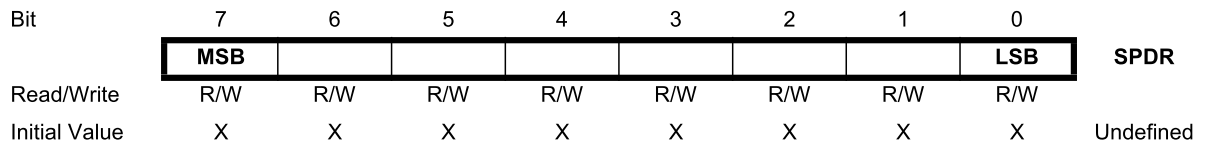 Bit 7 6 5 4 3 2 1 0
MSB LSB SPDR
Read/Write R/W R/W R/W R/W R/W R/W R/W R/W
Initial Value X X X X X X X X Undefined